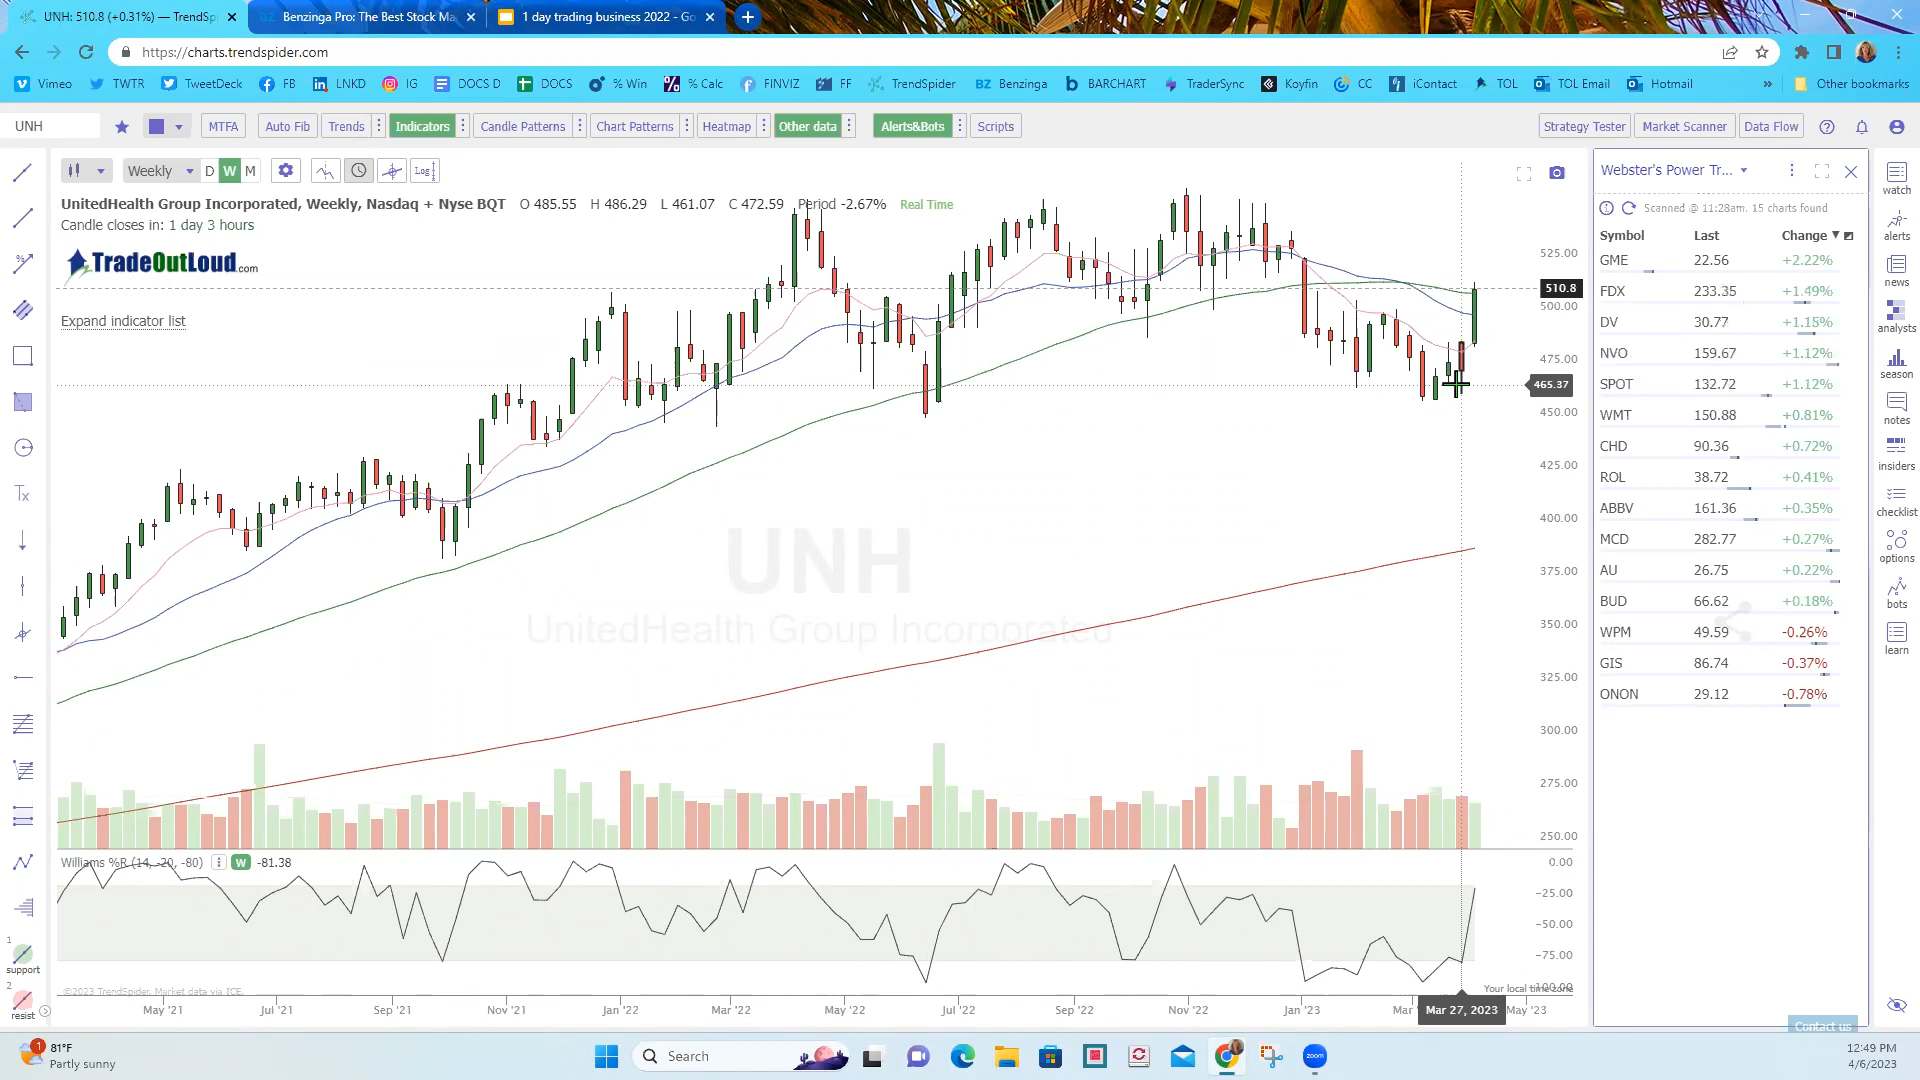 UNH: 510.8 (+0.31%) — TrendSpi
Benzinga Pro: The Best Stock Ma
1 day trading business 2022 - Go
https://charts.trendspider.com
Vimeo TWTR TweetDeck FB LNKD IG DOCS D DOCS % Win % Calc FINVIZ FF TrendSpider BZ Benzinga BARCHART TraderSync Koyfin CC iContact TOL TOL Email Hotmail » Other bookmarks
UNH MTFA Auto Fib Trends Indicators Candle Patterns Chart Patterns Heatmap Other data Alerts&Bots Scripts Strategy Tester Market Scanner Data Flow
Weekly D W M Log
UnitedHealth Group Incorporated, Weekly, Nasdaq + Nyse BQT O 485.55 H 486.29 L 461.07 C 472.59 Period -2.67% Real Time
Candle closes in: 1 day 3 hours
TradeOutLoud.com
Expand indicator list
525.00
510.8
500.00
475.00
465.37
450.00
425.00
400.00
375.00
350.00
325.00
300.00
275.00
250.00
UNH
UnitedHealth Group Incorporated
Williams %R (14, -20, -80) W -81.38
0.00
-25.00
-50.00
-75.00
-100.00
©2023 TrendSpider. Market data via ICE.
Your local time zone
May '21 Jul '21 Sep '21 Nov '21 Jan '22 Mar '22 May '22 Jul '22 Sep '22 Nov '22 Jan '23 Mar Mar 27, 2023 May '23
1
support
2
resist
Webster's Power Tr...
Scanned @ 11:28am. 15 charts found
Symbol Last Change
GME 22.56 +2.22%
FDX 233.35 +1.49%
DV 30.77 +1.15%
NVO 159.67 +1.12%
SPOT 132.72 +1.12%
WMT 150.88 +0.81%
CHD 90.36 +0.72%
ROL 38.72 +0.41%
ABBV 161.36 +0.35%
MCD 282.77 +0.27%
AU 26.75 +0.22%
BUD 66.62 +0.18%
WPM 49.59 -0.26%
GIS 86.74 -0.37%
ONON 29.12 -0.78%
watch
alerts
news
analysts
season
notes
insiders
checklist
options
bots
learn
Contact us
1
81°F
Partly sunny
Search
zoom
12:49 PM
4/6/2023